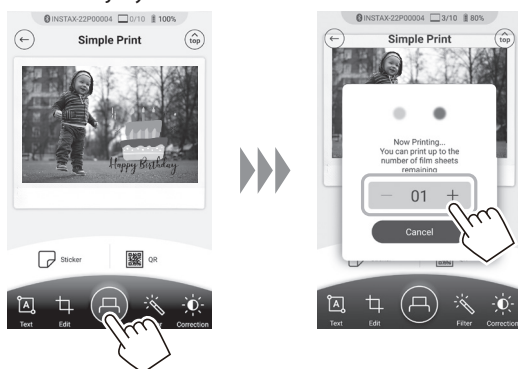 INSTAX-22P00004 0/10 100%
Simple Print
top
Happy Birthday
Sticker
QR
Text Edit Correction
INSTAX-22P00004 3/10 80%
Simple Print
top
Now Printing...
You can print up to the
number of film sheets
remaining
01
Cancel
Text Edit Filter Correction